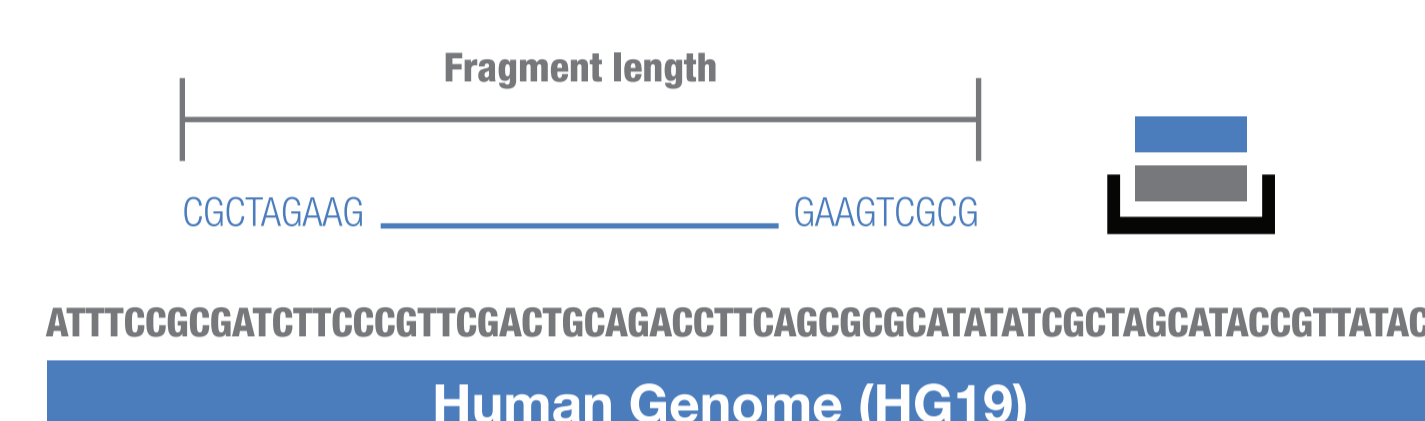 Fragment length
CGCTAGAAG GAAGTCGCG
ATTTCCGCGATCTTCCCGTTCGACTGCAGACCTTCAGCGCGCATATATCGCTAGCATACCGTTATAC
Human Genome (HG19)